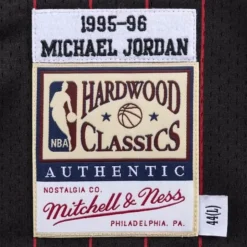 1995-96
MICHAEL JORDAN
HARDWOOD
CLASSICS
NBA
AUTHENTIC
NOSTALGIA CO.
Mitchell & Ness
PHILADELPHIA, PA.
44(L)